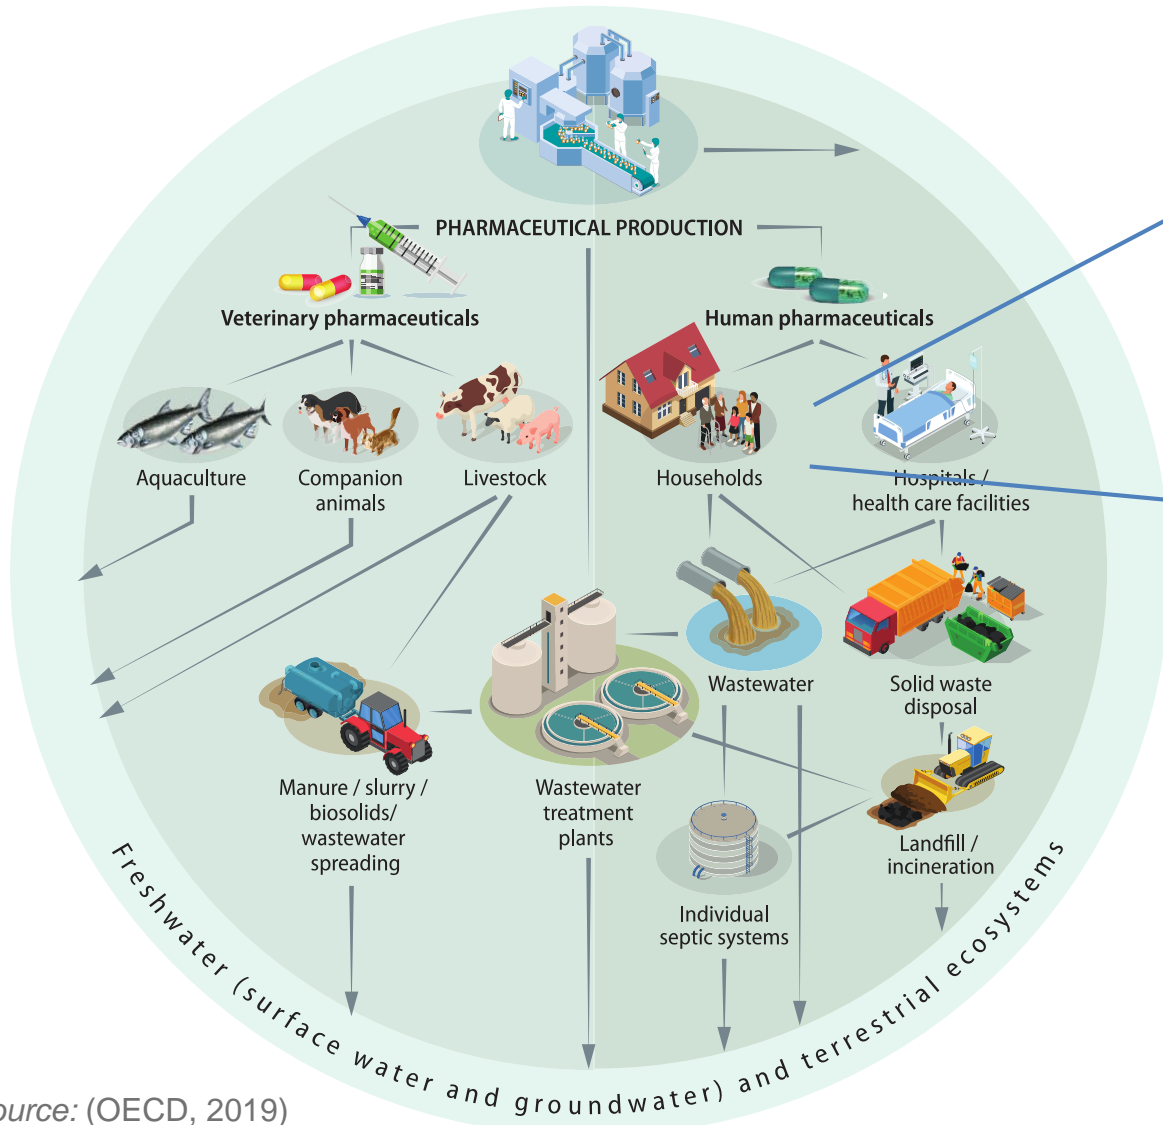 PHARMACEUTICAL PRODUCTION
Veterinary pharmaceuticals
Human pharmaceuticals
Aquaculture
Companion
animals
Livestock
Households
Hospitals /
health care facilities
Wastewater
Solid waste
disposal
Manure / slurry /
biosolids/
wastewater
spreading
Wastewater
treatment
plants
Landfill /
incineration
Individual
septic systems
Freshwater (surface water and groundwater) and terrestrial ecosystems
ource: (OECD, 2019)